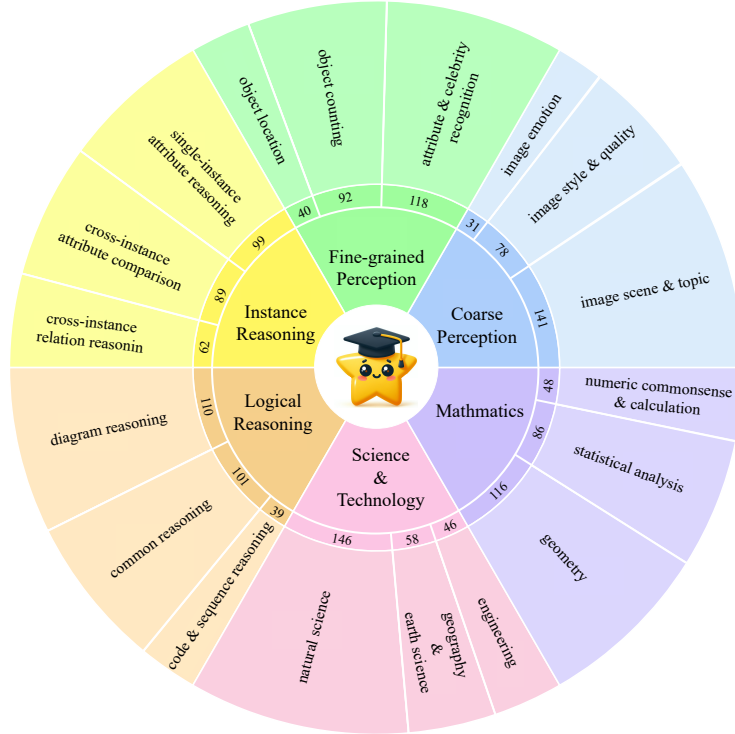 Fine-grained
Perception
Coarse
Perception
Mathmatics
Science
&
Technology
Logical
Reasoning
Instance
Reasoning
40
92
118
31
78
141
48
86
116
46
58
146
39
101
110
62
89
99
object location
object counting
attribute & celebrity
recognition
image emotion
image style & quality
image scene & topic
numeric commonsense
& calculation
statistical analysis
geometry
engineering
geography
&
earth science
natural science
code & sequence reasoning
common reasoning
diagram reasoning
cross-instance
relation reasonin
cross-instance
attribute comparison
single-instance
attribute reasoning